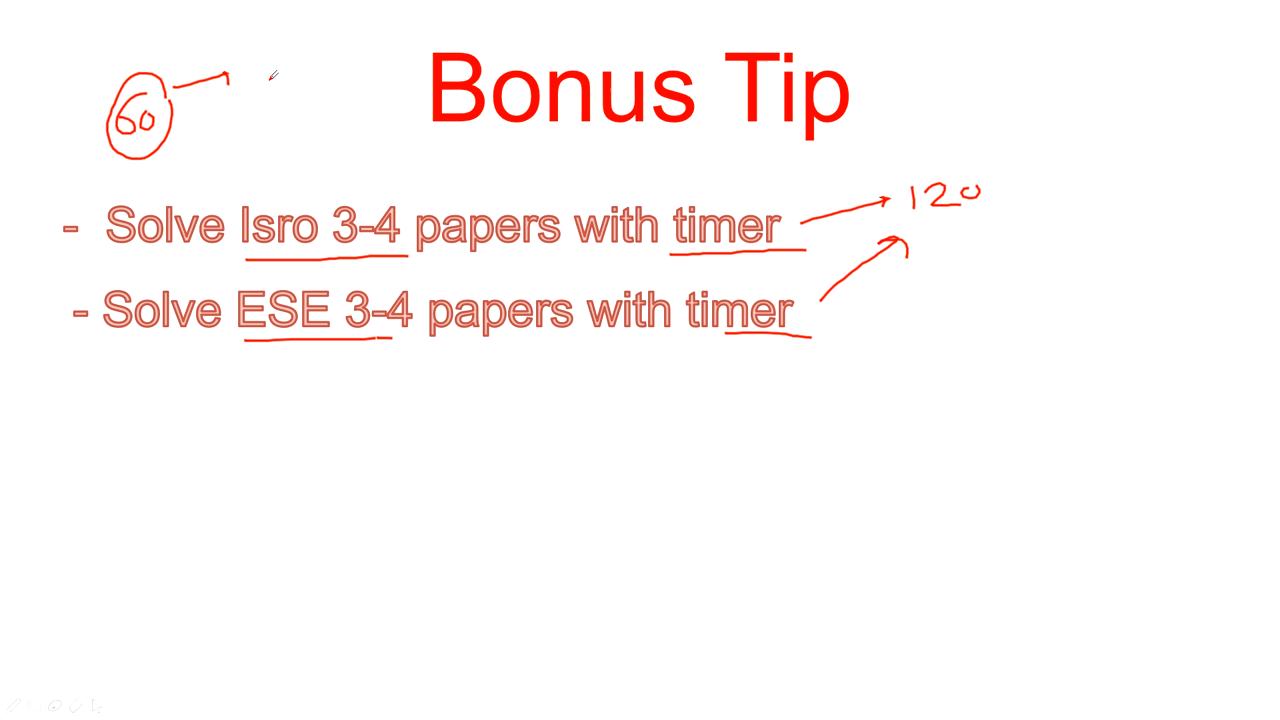 Bonus Tip
60
- Solve Isro 3-4 papers with timer
120
- Solve ESE 3-4 papers with timer